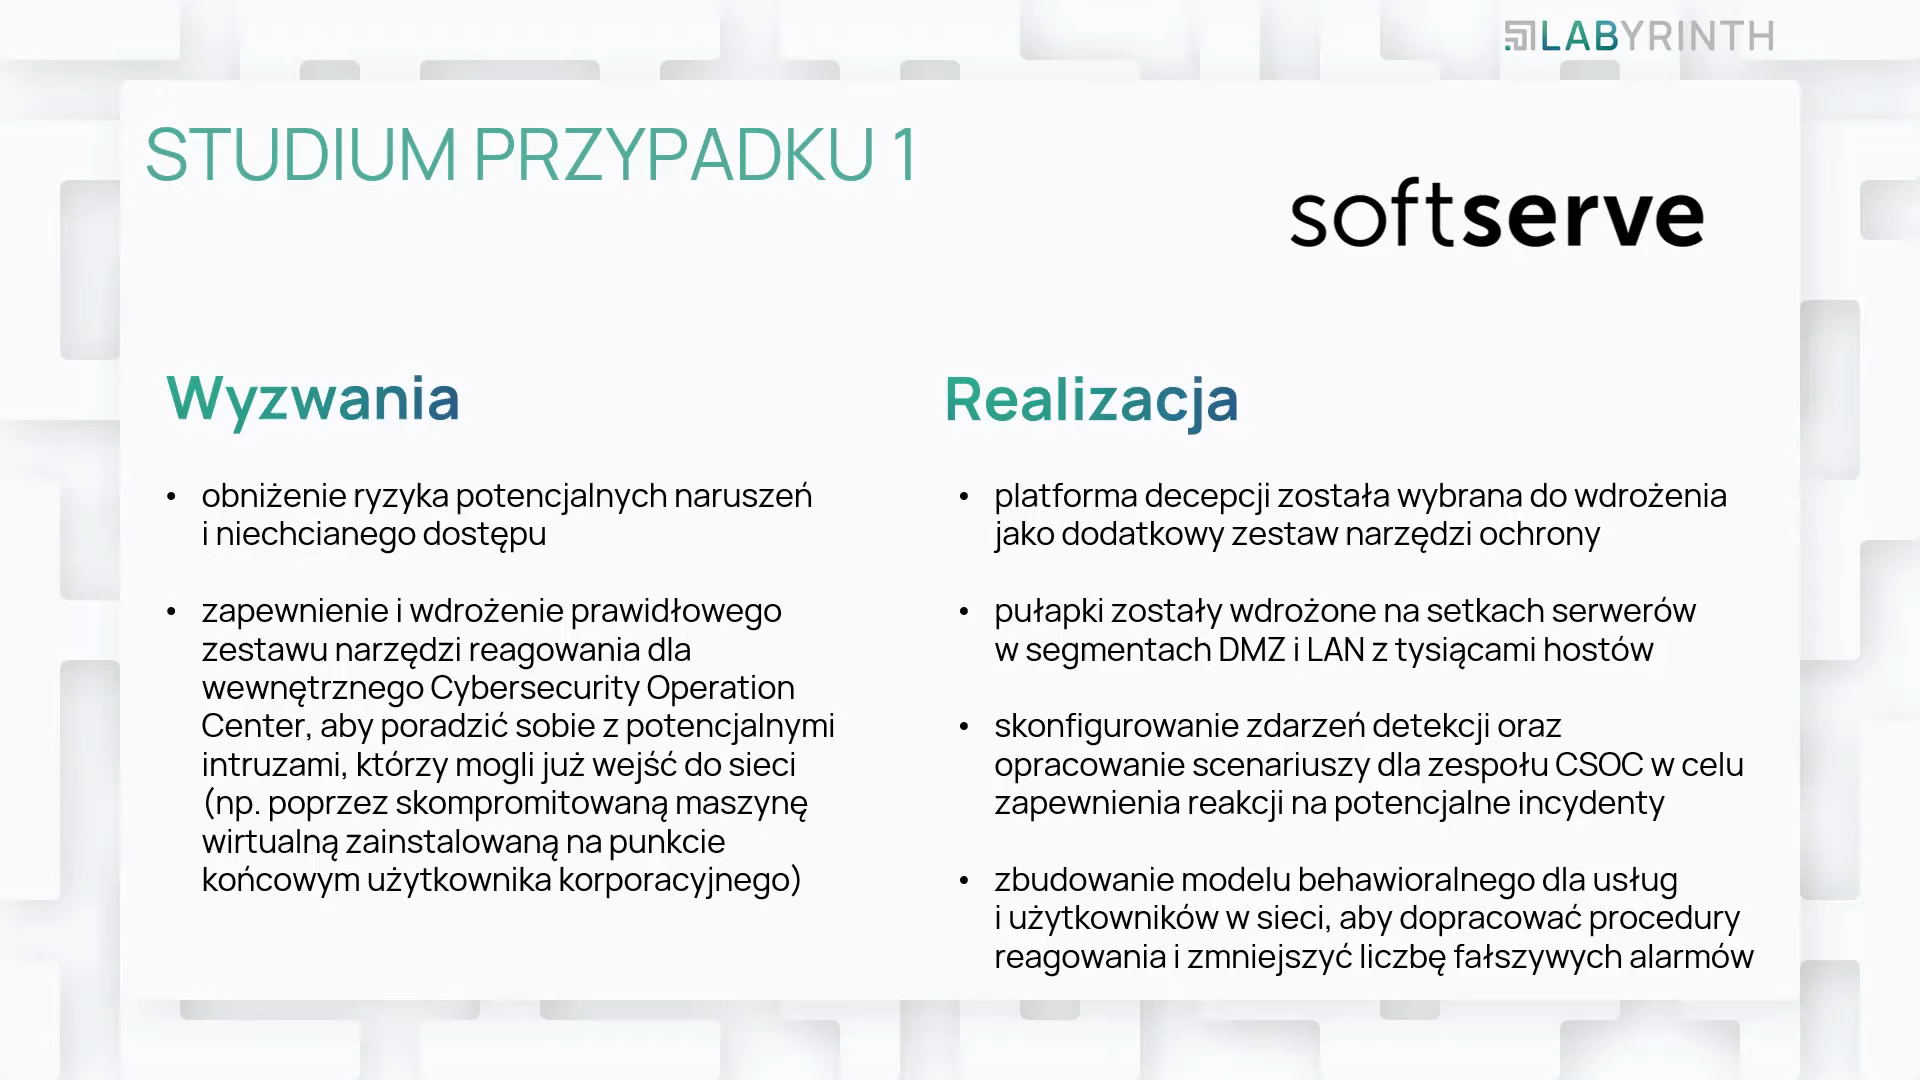 LABYRINTH
STUDIUM PRZYPADKU 1
softserve
Wyzwania
• obniżenie ryzyka potencjalnych naruszeń
i niechcianego dostępu
• zapewnienie i wdrożenie prawidłowego
zestawu narzędzi reagowania dla
wewnętrznego Cybersecurity Operation
Center, aby poradzić sobie z potencjalnymi
intruzami, którzy mogli już wejść do sieci
(np. poprzez skompromitowaną maszynę
wirtualną zainstalowaną na punkcie
końcowym użytkownika korporacyjnego)
Realizacja
• platforma decepcji została wybrana do wdrożenia
jako dodatkowy zestaw narzędzi ochrony
• pułapki zostały wdrożone na setkach serwerów
w segmentach DMZ i LAN z tysiącami hostów
• skonfigurowanie zdarzeń detekcji oraz
opracowanie scenariuszy dla zespołu CSOC w celu
zapewnienia reakcji na potencjalne incydenty
• zbudowanie modelu behawioralnego dla usług
i użytkowników w sieci, aby dopracować procedury
reagowania i zmniejszyć liczbę fałszywych alarmów